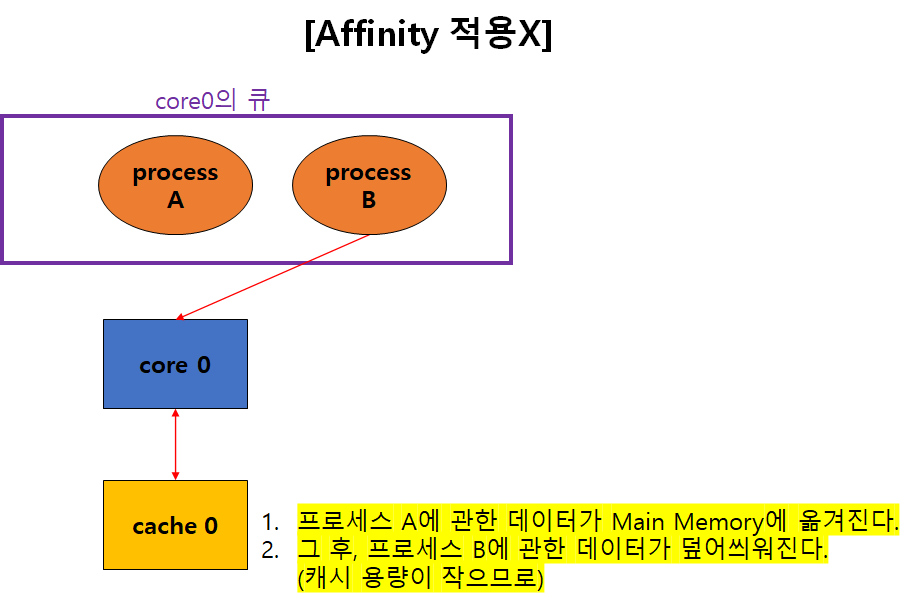 [Affinity 적용X]
core0의 큐
process
A
process
B
core 0
cache 0
1. 프로세스 A에 관한 데이터가 Main Memory에 옮겨진다.
2. 그 후, 프로세스 B에 관한 데이터가 덮어씌워진다.
(캐시 용량이 작으므로)